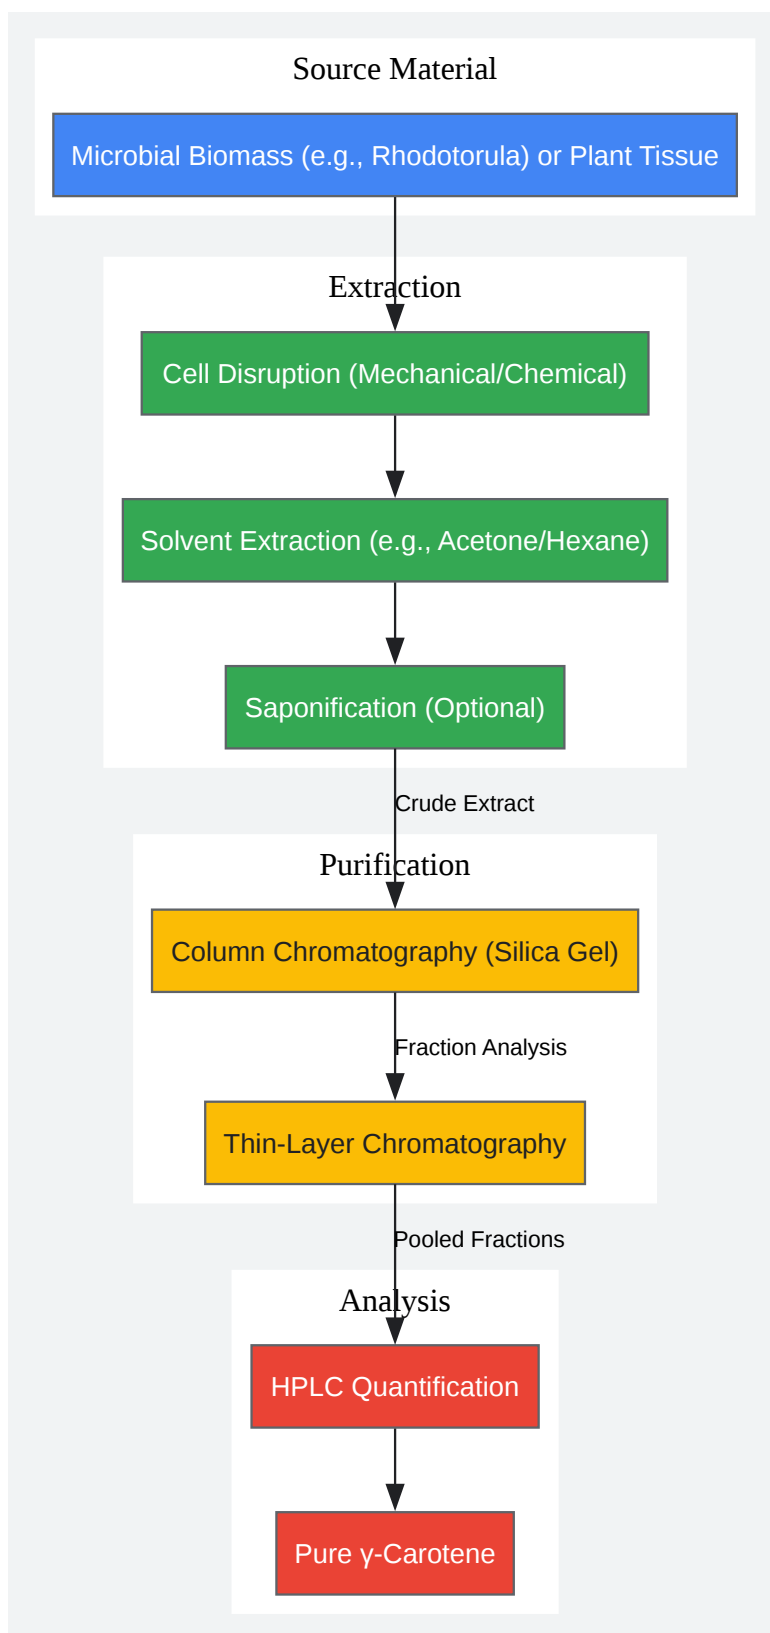 Source Material
Microbial Biomass (e.g., Rhodotorula) or Plant Tissue
Extraction
Cell Disruption (Mechanical/Chemical)
Solvent Extraction (e.g., Acetone/Hexane)
Saponification (Optional)
Crude Extract
Purification
Column Chromatography (Silica Gel)
Fraction Analysis
Thin-Layer Chromatography
Pooled Fractions
Analysis
HPLC Quantification
Pure γ-Carotene